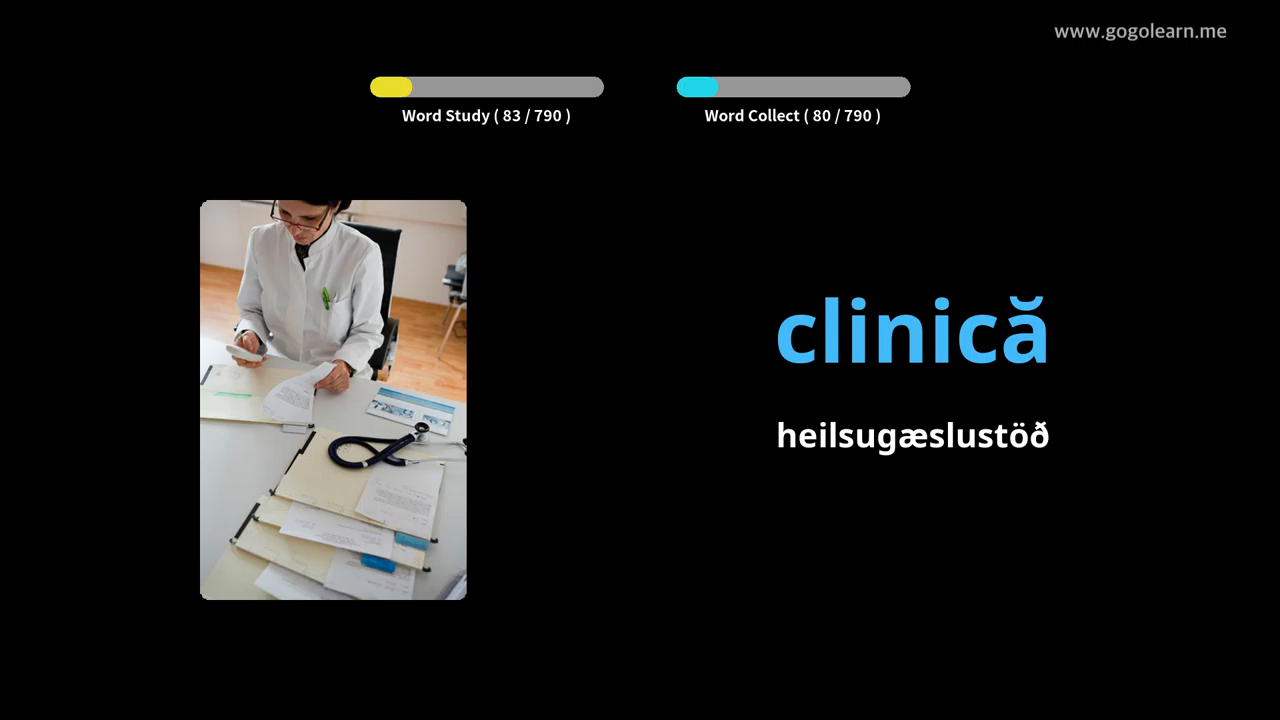 www.gogolearn.me
Word Study ( 83 / 790 )
Word Collect ( 80 / 790 )
clinică
heilsugæslustöð